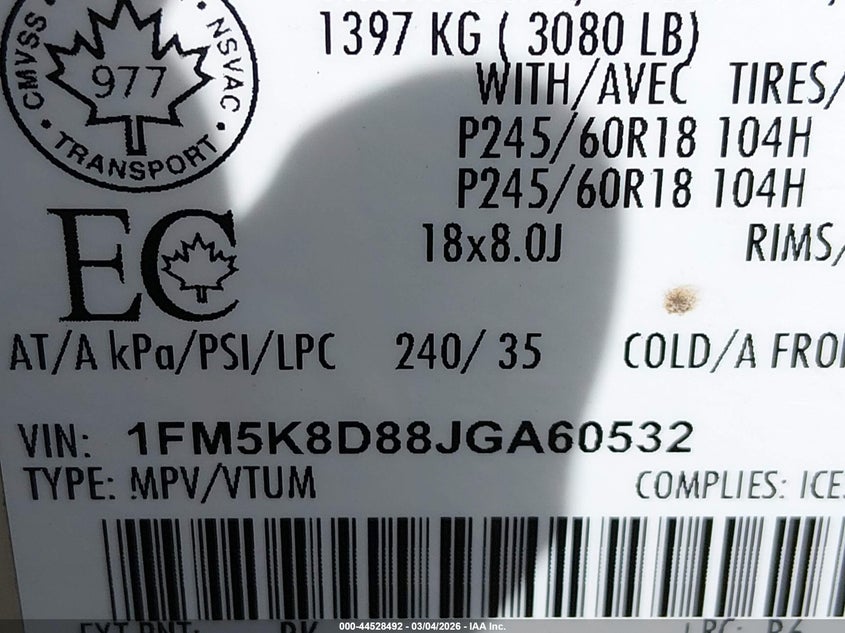 CMVSS • NSVAC • TRANSPORT •
977
1397 KG ( 3080 LB)
WITH/AVEC TIRES/
P245/60R18 104H
P245/60R18 104H
18x8.0J RIMS/
EC
AT/A kPa/PSI/LPC 240/ 35 COLD/A FRO
VIN: 1FM5K8D88JGA60532
TYPE: MPV/VTUM COMPLIES: ICE
000-44528492 - 03/04/2026 - IAA Inc.